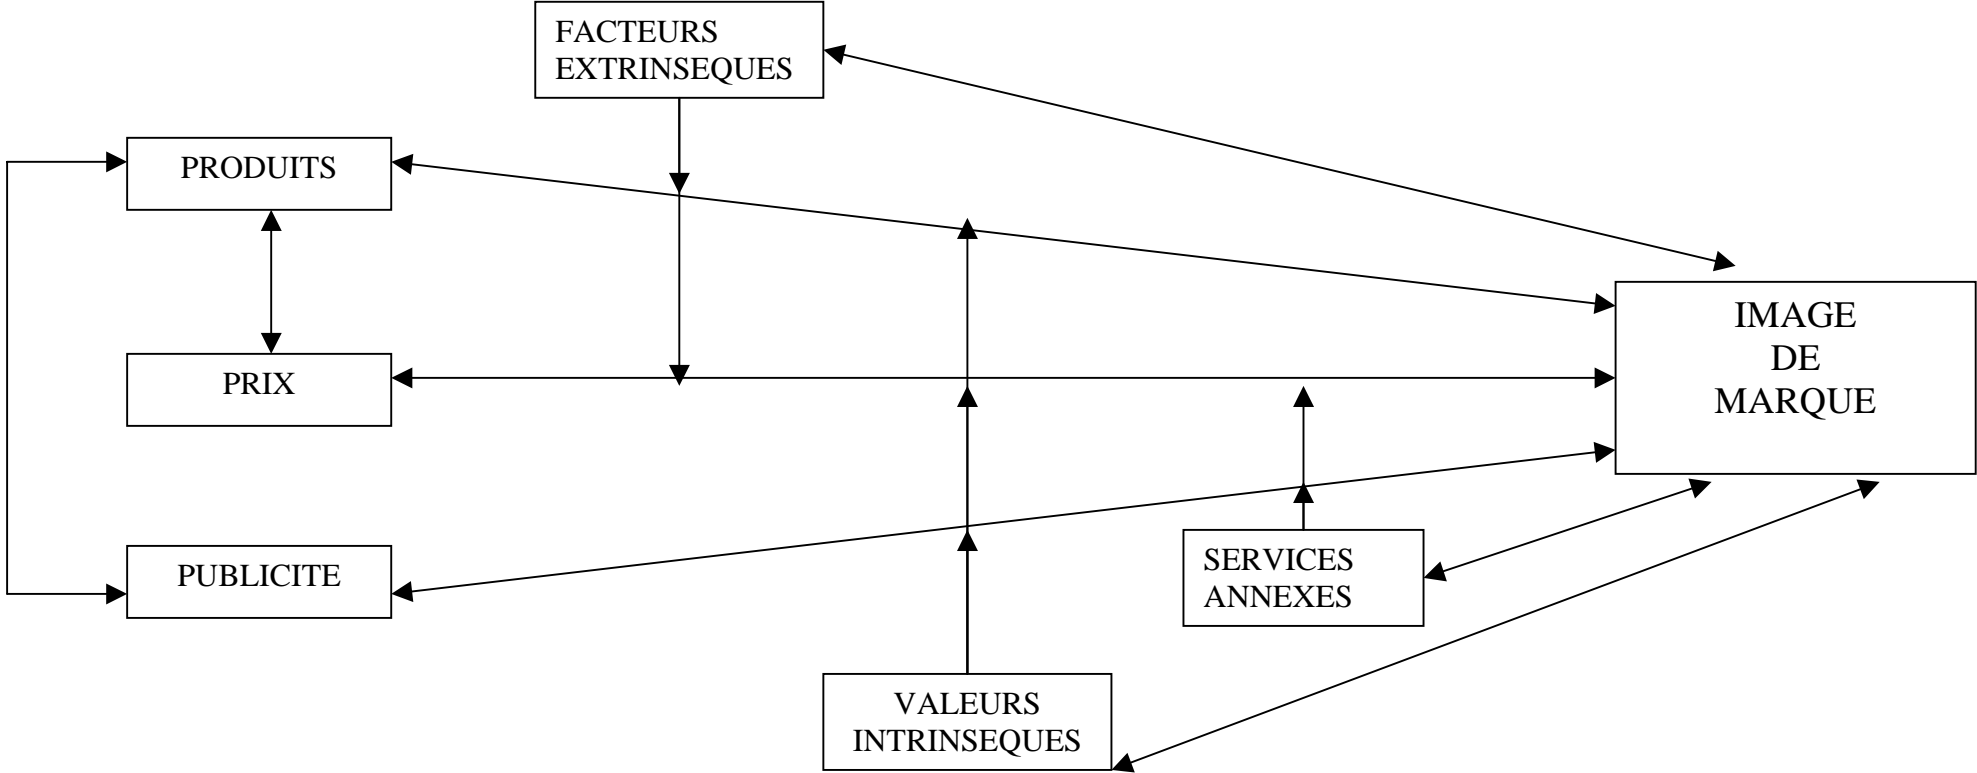 FACTEURS
EXTRINSEQUES
PRODUITS
IMAGE
DE
MARQUE
PRIX
PUBLICITE
SERVICES
ANNEXES
VALEURS
INTRINSEQUES